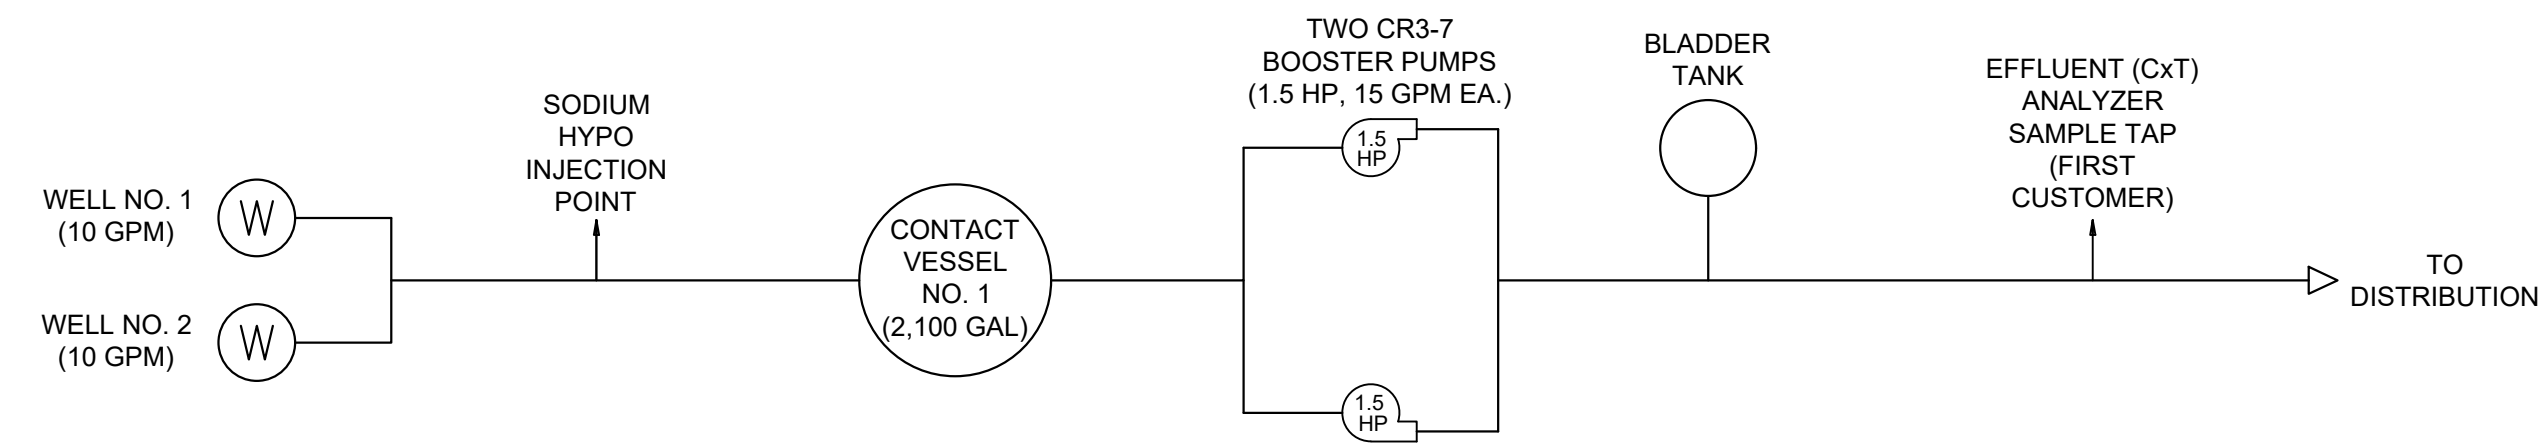 WELL NO. 1
(10 GPM)
W
WELL NO. 2
(10 GPM)
W
SODIUM
HYPO
INJECTION
POINT
CONTACT
VESSEL
NO. 1
(2,100 GAL)
TWO CR3-7
BOOSTER PUMPS
(1.5 HP, 15 GPM EA.)
1.5
HP
1.5
HP
BLADDER
TANK
EFFLUENT (CxT)
ANALYZER
SAMPLE TAP
(FIRST
CUSTOMER)
TO
DISTRIBUTION